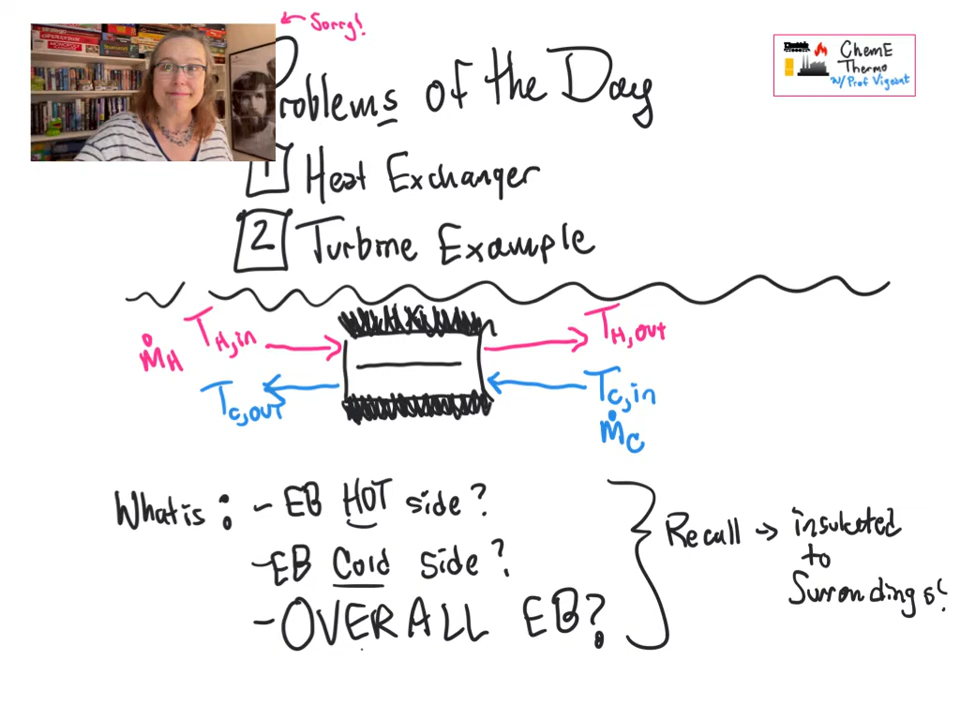 ← Sorry!
Problems of the Day
1 Heat Exchanger
2 Turbine Example
ChemE
Thermo
w/ Prof Vigeant
ṁH TH,in → → TH,out
TC,out ← ← TC,in
ṁC
What is: - EB HOT side?
- EB Cold side?
- OVERALL EB?
Recall → insulated
to
Surrondings!